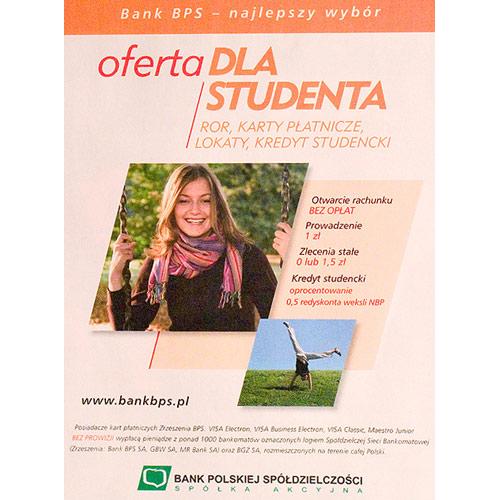 Bank BPS – najlepszy wybór
oferta DLA
STUDENTA
ROR, KARTY PŁATNICZE,
LOKATY, KREDYT STUDENCKI
Otwarcie rachunku
BEZ OPŁAT
Prowadzenie
1 zł
Zlecenia stałe
0 lub 1,5 zł
Kredyt studencki
oprocentowanie
0,5 redyskonta weksli NBP
www.bankbps.pl
Posiadacze kart płatniczych Zrzeszenia BPS: VISA Electron, VISA Business Electron, VISA Classic, Maestro Junior
BEZ PROWIZJI wypłacą pieniądze z ponad 1000 bankomatów oznaczonych logiem Spółdzielczej Sieci Bankomatowej
(Zrzeszenia: Bank BPS SA, GBW SA, MR Bank SA) oraz BGŻ SA, rozmieszczonych na terenie całej Polski.
BANK POLSKIEJ SPÓŁDZIELCZOŚCI
SPÓŁKA AKCYJNA